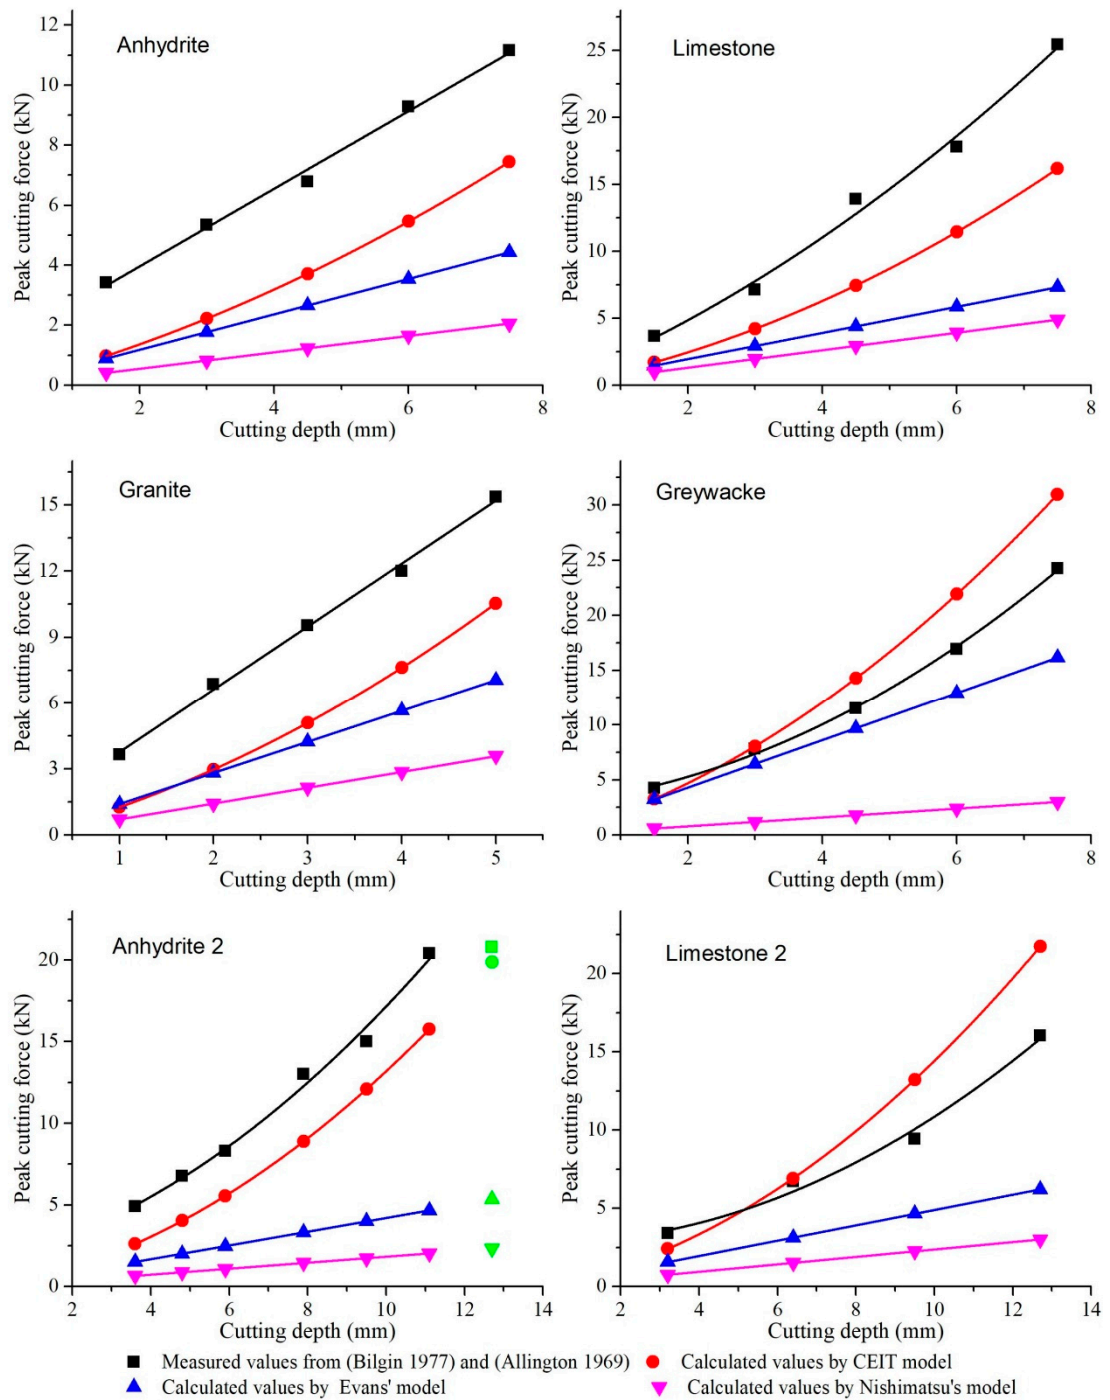 Anhydrite
Peak cutting force (kN)
12
10
8
6
4
2
0
2 4 6 8
Cutting depth (mm)
Limestone
Peak cutting force (kN)
25
20
15
10
5
0
2 4 6 8
Cutting depth (mm)
Granite
Peak cutting force (kN)
15
12
9
6
3
0
1 2 3 4 5
Cutting depth (mm)
Greywacke
Peak cutting force (kN)
30
25
20
15
10
5
0
2 4 6 8
Cutting depth (mm)
Anhydrite 2
Peak cutting force (kN)
20
15
10
5
0
2 4 6 8 10 12 14
Cutting depth (mm)
Limestone 2
Peak cutting force (kN)
20
15
10
5
0
2 4 6 8 10 12 14
Cutting depth (mm)
Measured values from (Bilgin 1977) and (Allington 1969)
Calculated values by CEIT model
Calculated values by Evans' model
Calculated values by Nishimatsu's model